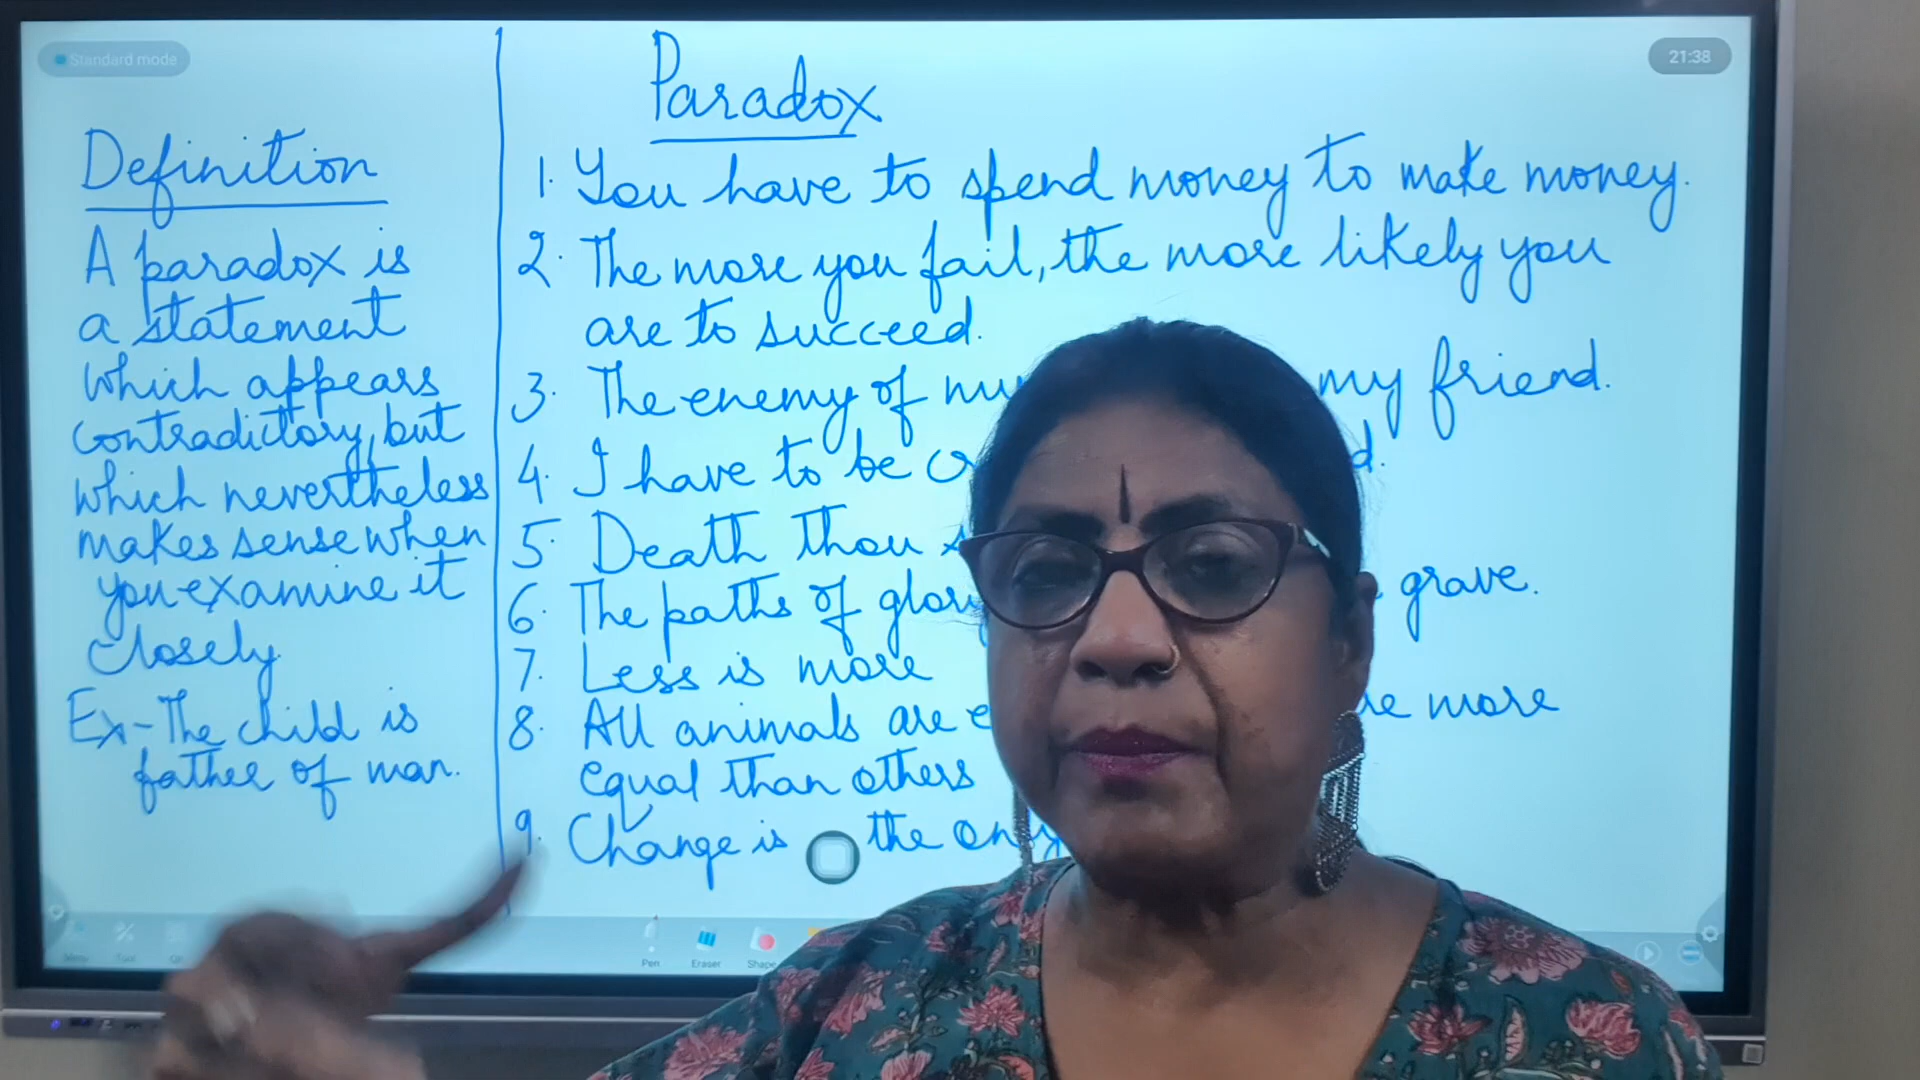 Standard mode
21:38
Definition
A paradox is
a statement
which appears
contradictory, but
which nevertheless
makes sense when
you examine it
closely
Ex - The child is
father of man.
Paradox
1. You have to spend money to make money.
2. The more you fail, the more likely you
are to succeed.
3. The enemy of my friend.
4. I have to be
5. Death thou
6. The paths of glory grave.
7. Less is more
8. All animals are more
equal than others
9. Change is the only
Pen Eraser Shape